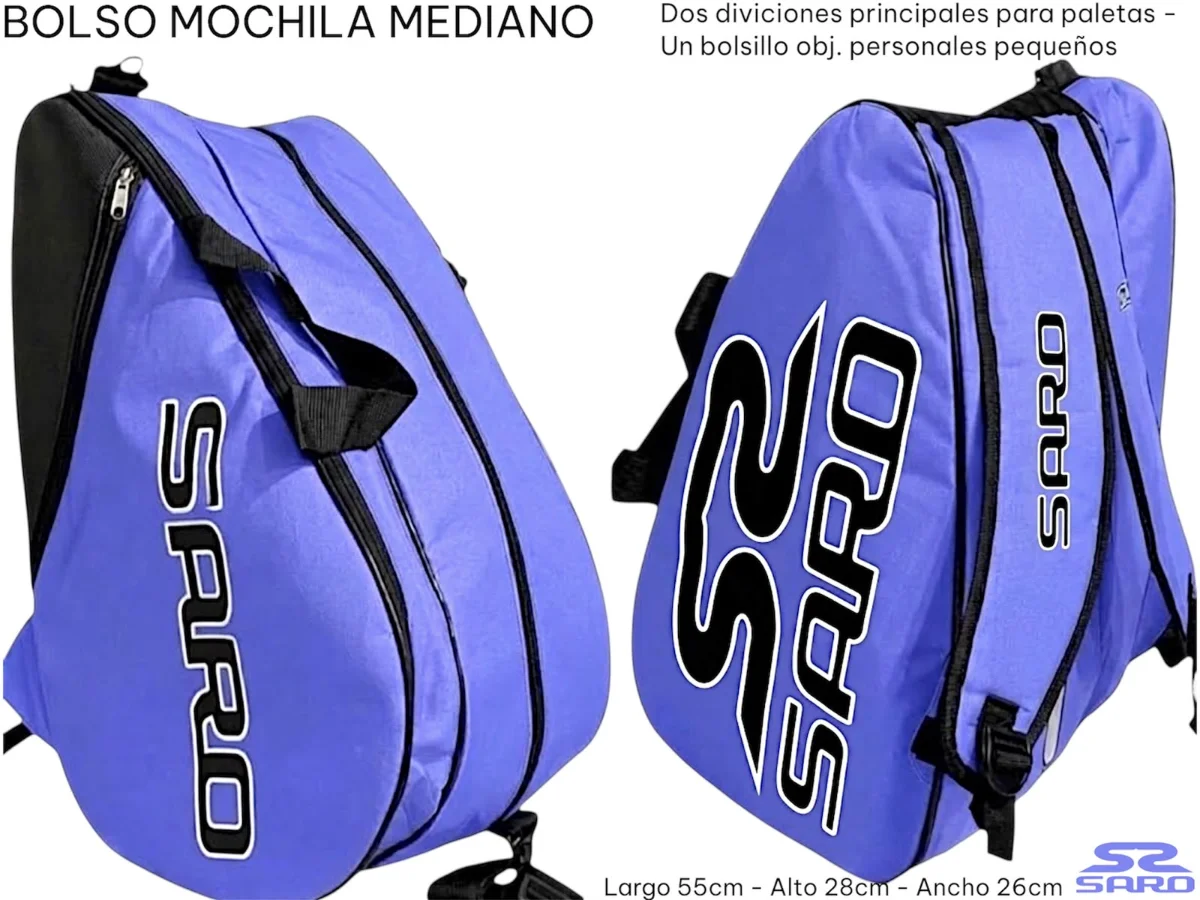 BOLSO MOCHILA MEDIANO
Dos diviciones principales para paletas -
Un bolsillo obj. personales pequeños
SARO
SARO
SARO
Largo 55cm - Alto 28cm - Ancho 26cm
SARO